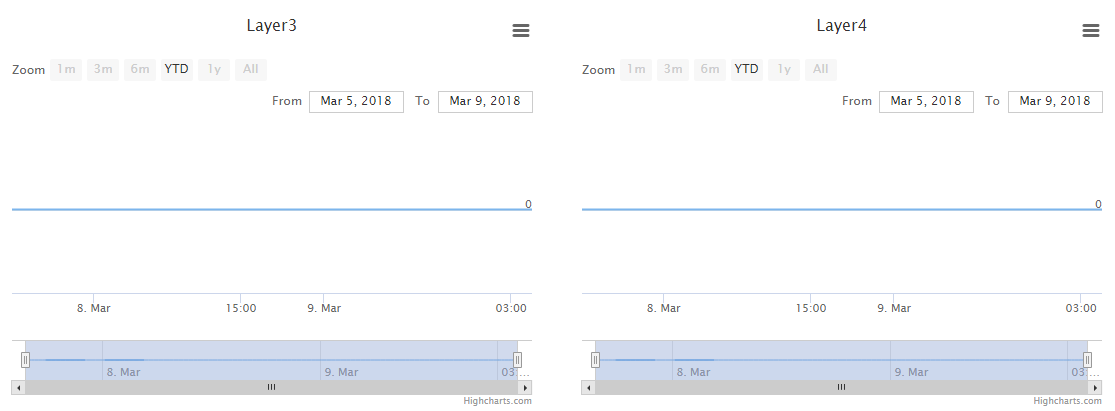 Layer3
Zoom 1m 3m 6m YTD 1y All
From Mar 5, 2018 To Mar 9, 2018
0
8. Mar 15:00 9. Mar 03:00
8. Mar 9. Mar 03 …
Highcharts.com
Layer4
Zoom 1m 3m 6m YTD 1y All
From Mar 5, 2018 To Mar 9, 2018
0
8. Mar 15:00 9. Mar 03:00
8. Mar 9. Mar 03…
Highcharts.com